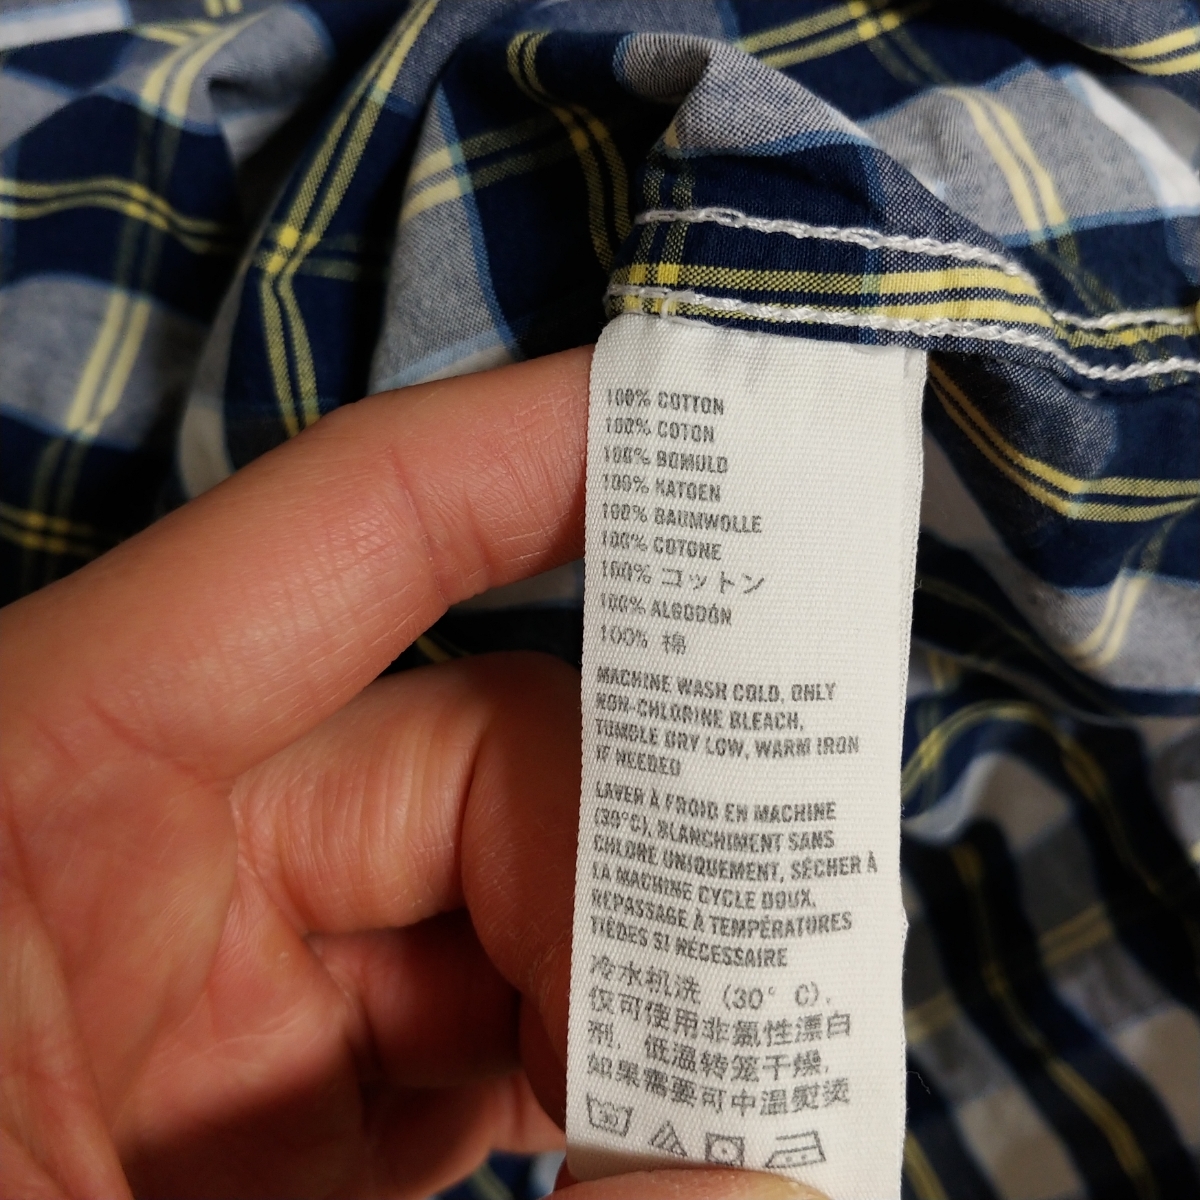 100% COTTON
100% COTON
100% BOMULD
100% KATOEN
100% BAUMWOLLE
100% COTONE
100% コットン
100% ALGODÓN
100% 棉
MACHINE WASH COLD, ONLY
NON-CHLORINE BLEACH,
TUMBLE DRY LOW, WARM IRON
IF NEEDED
LAVER À FROID EN MACHINE
(30°C), BLANCHIMENT SANS
CHLORE UNIQUEMENT, SÉCHER À
LA MACHINE CYCLE DOUX,
REPASSAGE À TEMPÉRATURES
TIÈDES SI NÉCESSAIRE
冷水机洗 (30° C),
仅可使用非氯性漂白
剂, 低温转笼干燥,
如果需要可中温熨烫
30